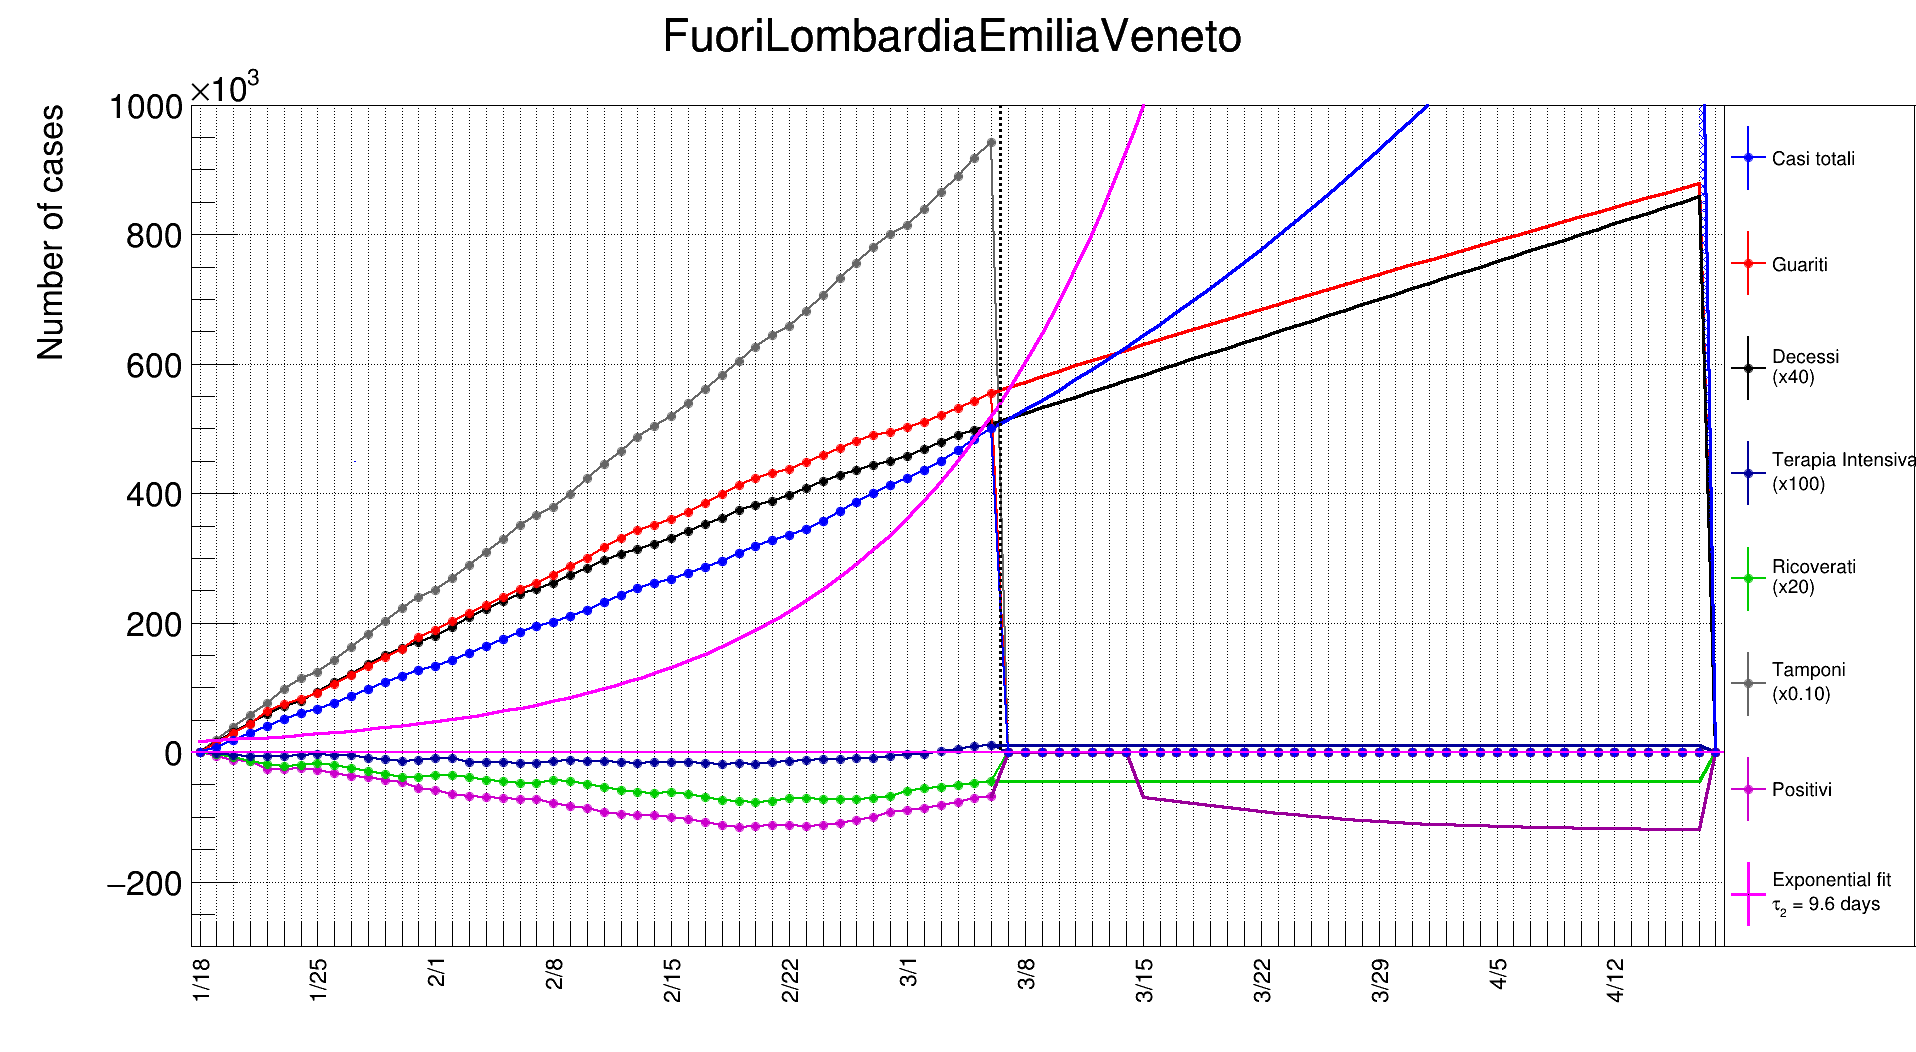 FuoriLombardiaEmiliaVeneto
×10³
Number of cases
1000
800
600
400
200
0
−200
1/18
1/25
2/1
2/8
2/15
2/22
3/1
3/8
3/15
3/22
3/29
4/5
4/12
Casi totali
Guariti
Decessi
(x40)
Terapia Intensiva
(x100)
Ricoverati
(x20)
Tamponi
(x0.10)
Positivi
Exponential fit
τ₂ = 9.6 days